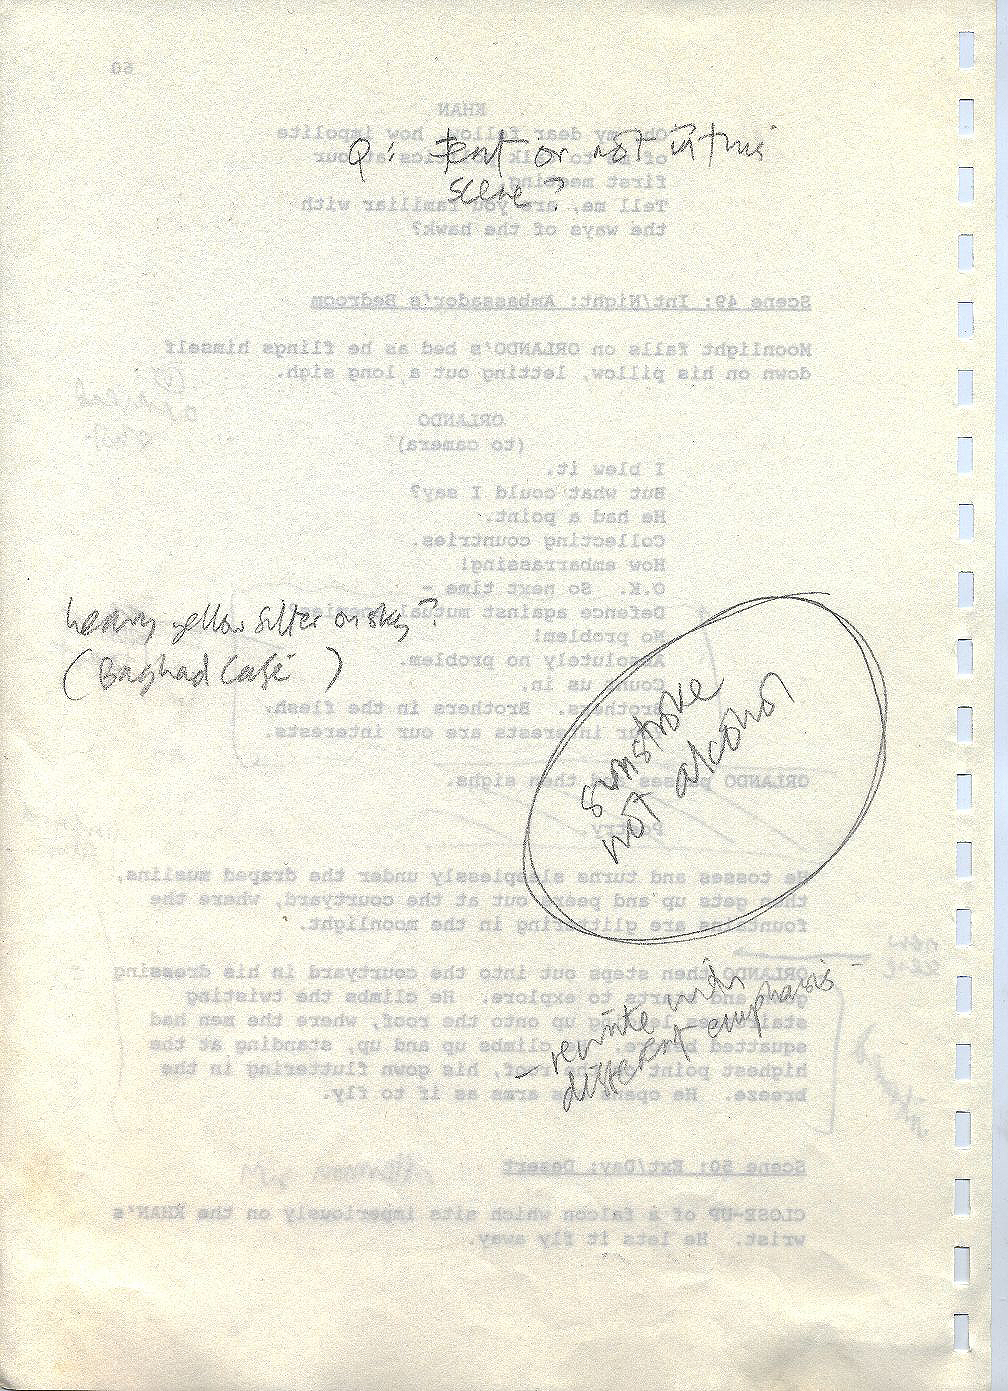 60
KHAN
Oh, my dear fellow, how impolite
of me to talk politics at our
first meeting.
Tell me, are you familiar with
the ways of the hawk?
Q: tent or not in this
scene?
Scene 49: Int/Night: Ambassador's Bedroom
Moonlight falls on ORLANDO's bed as he flings himself
down on his pillow, letting out a long sigh.
ORLANDO
(to camera)
I blew it.
But what could I say?
He had a point.
Collecting countries.
How embarrassing!
O.K. So next time -
Defence against mutual enemies?
No problem!
Absolutely no problem.
Count us in.
Brothers. Brothers in the flesh.
Your interests are our interests.
heavy yellow filter on sky?
(Baghad Café)
ORLANDO pauses and then sighs.
Poetry.
sunstroke
not alcohol
He tosses and turns sleeplessly under the draped muslins,
then gets up and peers out at the courtyard, where the
fountains are glittering in the moonlight.
new
scene
ORLANDO then steps out into the courtyard in his dressing
gown and starts to explore. He climbs the twisting
staircases leading up onto the roof, where the men had
squatted before. He climbs up and up, standing at the
highest point of the roof, his gown fluttering in the
breeze. He opens his arms as if to fly.
- rewrite with
different emphasis -
Scene 50: Ext/Day: Desert
CLOSE-UP of a falcon which sits imperiously on the KHAN's
wrist. He lets it fly away.